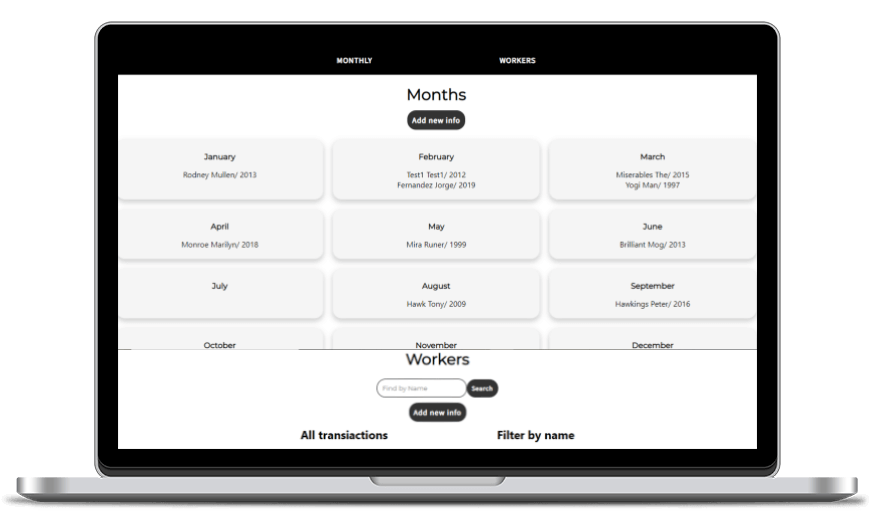 MONTHLY WORKERS
Months
Add new info
January February March
Rodney Mullen/ 2013 Test1 Test1/ 2012 Miserables The/ 2015
Fernandez Jorge/ 2019 Yogi Man/ 1997
April May June
Monroe Marilyn/ 2018 Mira Runer/ 1999 Brilliant Mog/ 2013
July August September
Hawk Tony/ 2009 Hawkings Peter/ 2016
October November December
Workers
Find by Name Search
Add new info
All transiactions Filter by name